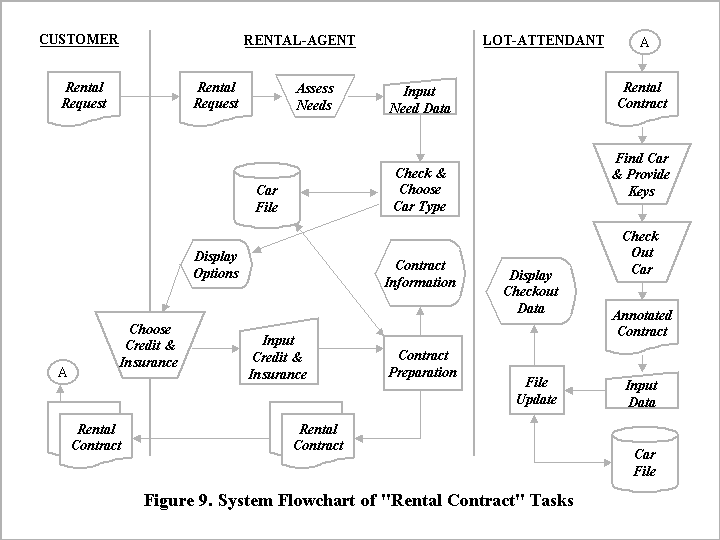 CUSTOMER
RENTAL-AGENT
LOT-ATTENDANT
A
Rental
Request
Rental
Request
Assess
Needs
Input
Need Data
Rental
Contract
Car
File
Check &
Choose
Car Type
Find Car
& Provide
Keys
Display
Options
Contract
Information
Display
Checkout
Data
Check
Out
Car
Choose
Credit &
Insurance
Input
Credit &
Insurance
Contract
Preparation
Annotated
Contract
A
File
Update
Input
Data
Rental
Contract
Rental
Contract
Car
File
Figure 9. System Flowchart of "Rental Contract" Tasks